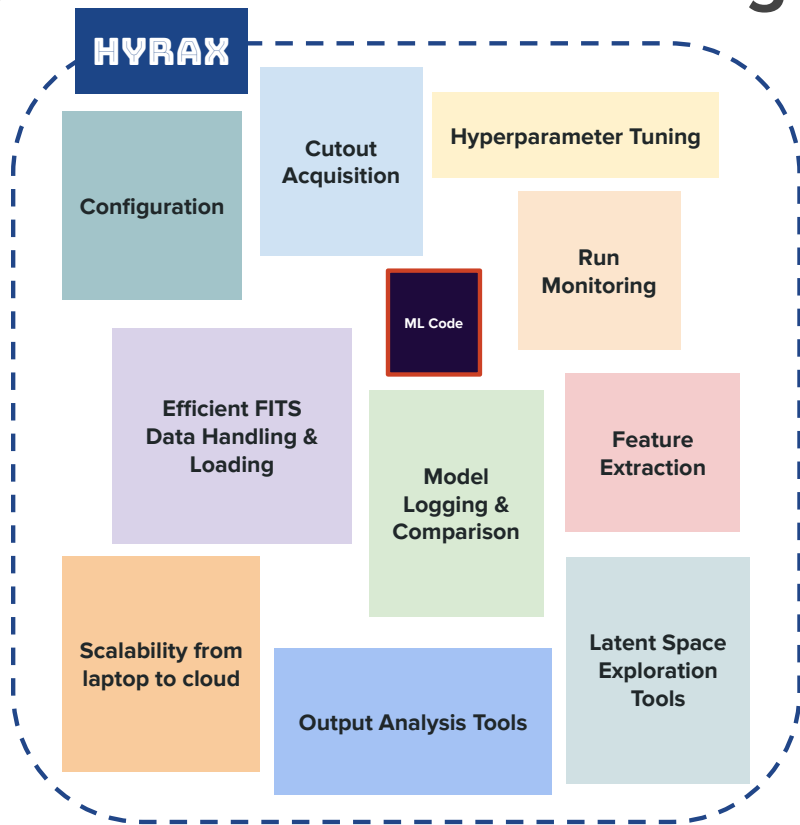 HYRAX
Configuration
Cutout
Acquisition
Hyperparameter Tuning
Run
Monitoring
ML Code
Efficient FITS
Data Handling &
Loading
Model
Logging &
Comparison
Feature
Extraction
Scalability from
laptop to cloud
Output Analysis Tools
Latent Space
Exploration
Tools